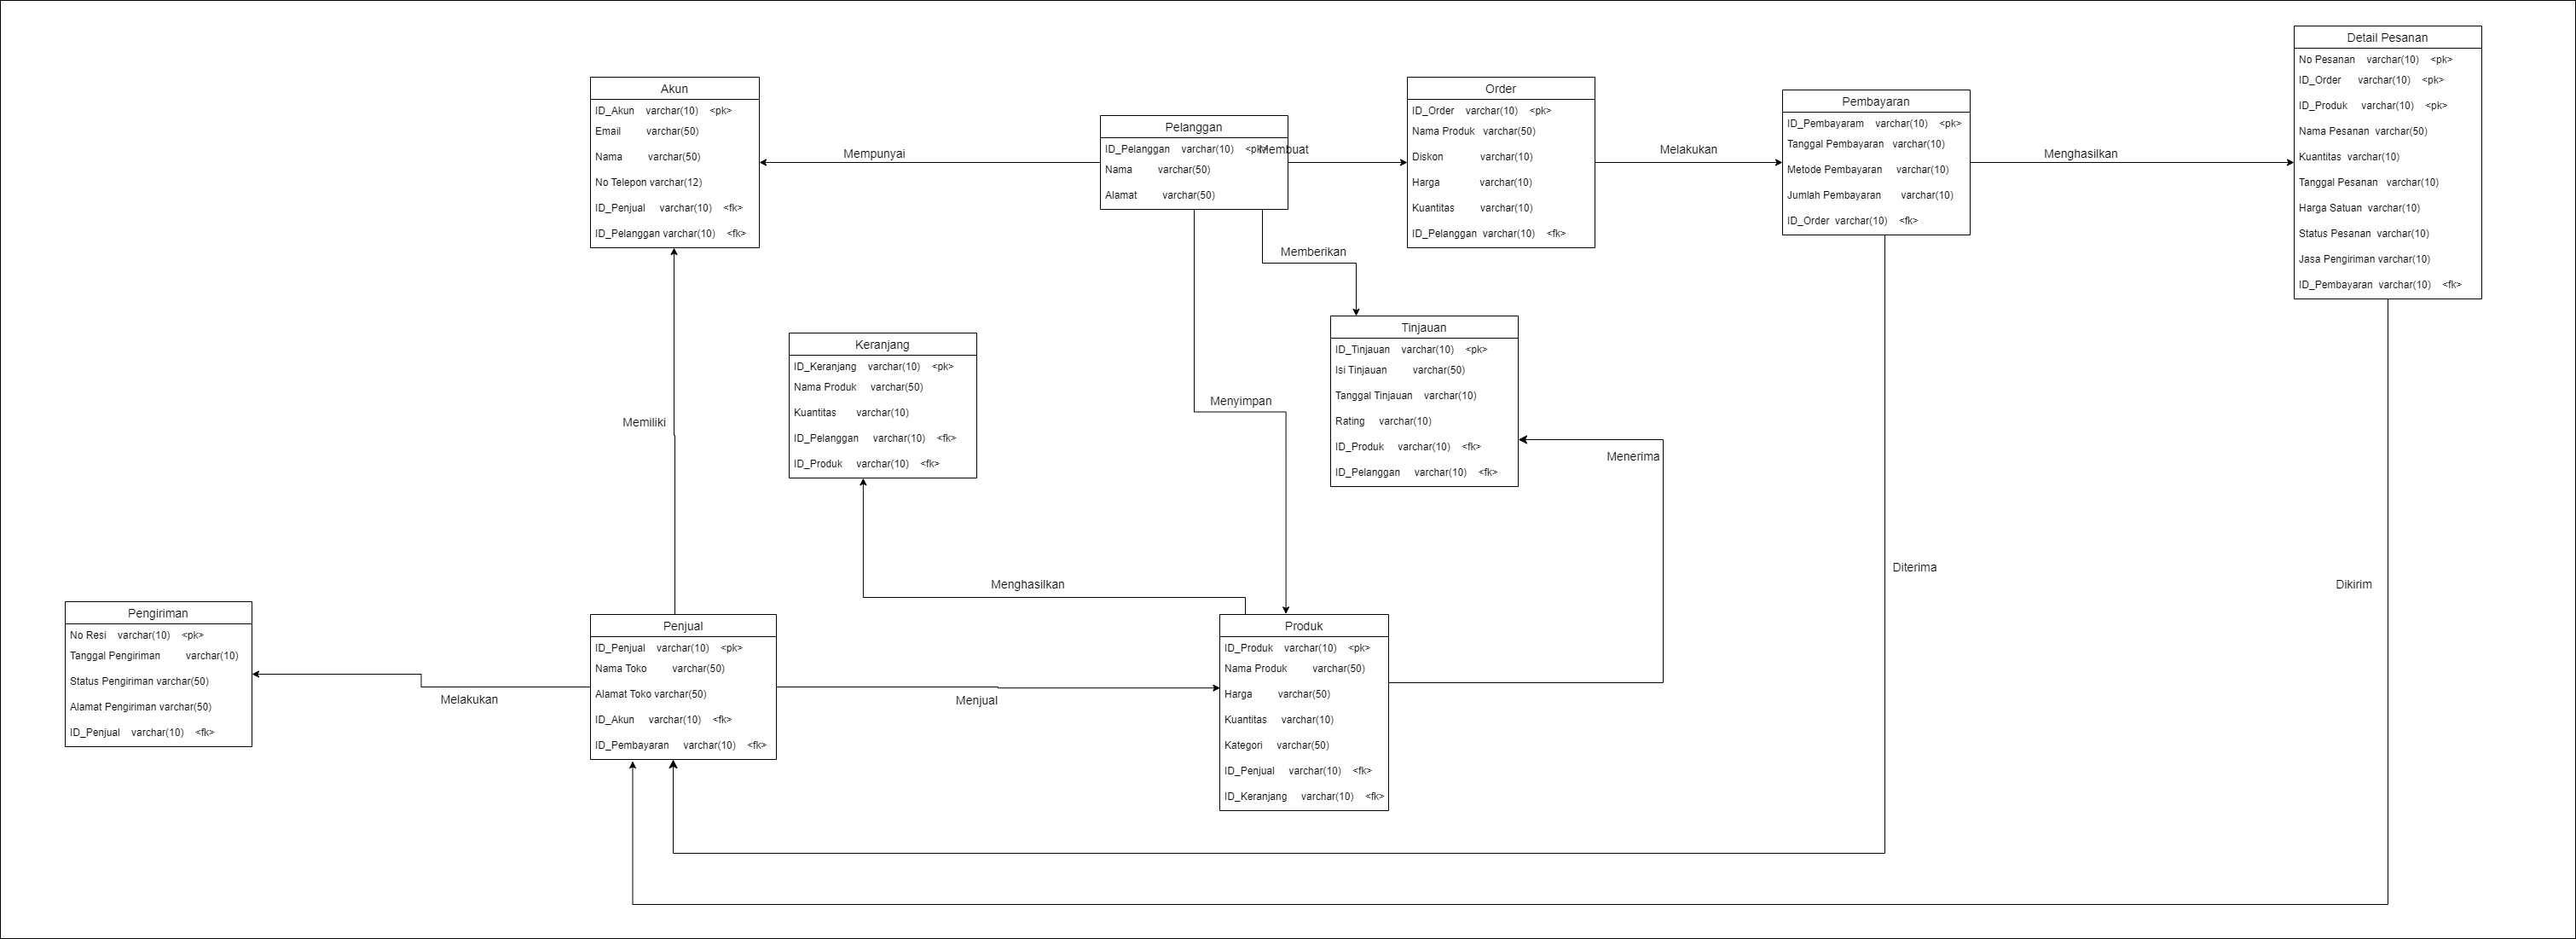 Detail Pesanan
No Pesanan varchar(10) <pk>
ID_Order varchar(10) <pk>
ID_Produk varchar(10) <pk>
Nama Pesanan varchar(50)
Kuantitas varchar(10)
Tanggal Pesanan varchar(10)
Harga Satuan varchar(10)
Status Pesanan varchar(10)
Jasa Pengiriman varchar(10)
ID_Pembayaran varchar(10) <fk>
Akun
ID_Akun varchar(10) <pk>
Email varchar(50)
Nama varchar(50)
No Telepon varchar(12)
ID_Penjual varchar(10) <fk>
ID_Pelanggan varchar(10) <fk>
Mempunyai
Pelanggan
ID_Pelanggan varchar(10) <pk>
Nama varchar(50)
Alamat varchar(50)
Membuat
Order
ID_Order varchar(10) <pk>
Nama Produk varchar(50)
Diskon varchar(10)
Harga varchar(10)
Kuantitas varchar(10)
ID_Pelanggan varchar(10) <fk>
Melakukan
Pembayaran
ID_Pembayaram varchar(10) <pk>
Tanggal Pembayaran varchar(10)
Metode Pembayaran varchar(10)
Jumlah Pembayaran varchar(10)
ID_Order varchar(10) <fk>
Menghasilkan
Memberikan
Tinjauan
ID_Tinjauan varchar(10) <pk>
Isi Tinjauan varchar(50)
Tanggal Tinjauan varchar(10)
Rating varchar(10)
ID_Produk varchar(10) <fk>
ID_Pelanggan varchar(10) <fk>
Keranjang
ID_Keranjang varchar(10) <pk>
Nama Produk varchar(50)
Kuantitas varchar(10)
ID_Pelanggan varchar(10) <fk>
ID_Produk varchar(10) <fk>
Menyimpan
Memiliki
Menerima
Menghasilkan
Diterima
Dikirim
Pengiriman
No Resi varchar(10) <pk>
Tanggal Pengiriman varchar(10)
Status Pengiriman varchar(50)
Alamat Pengiriman varchar(50)
ID_Penjual varchar(10) <fk>
Melakukan
Penjual
ID_Penjual varchar(10) <pk>
Nama Toko varchar(50)
Alamat Toko varchar(50)
ID_Akun varchar(10) <fk>
ID_Pembayaran varchar(10) <fk>
Menjual
Produk
ID_Produk varchar(10) <pk>
Nama Produk varchar(50)
Harga varchar(50)
Kuantitas varchar(10)
Kategori varchar(50)
ID_Penjual varchar(10) <fk>
ID_Keranjang varchar(10) <fk>